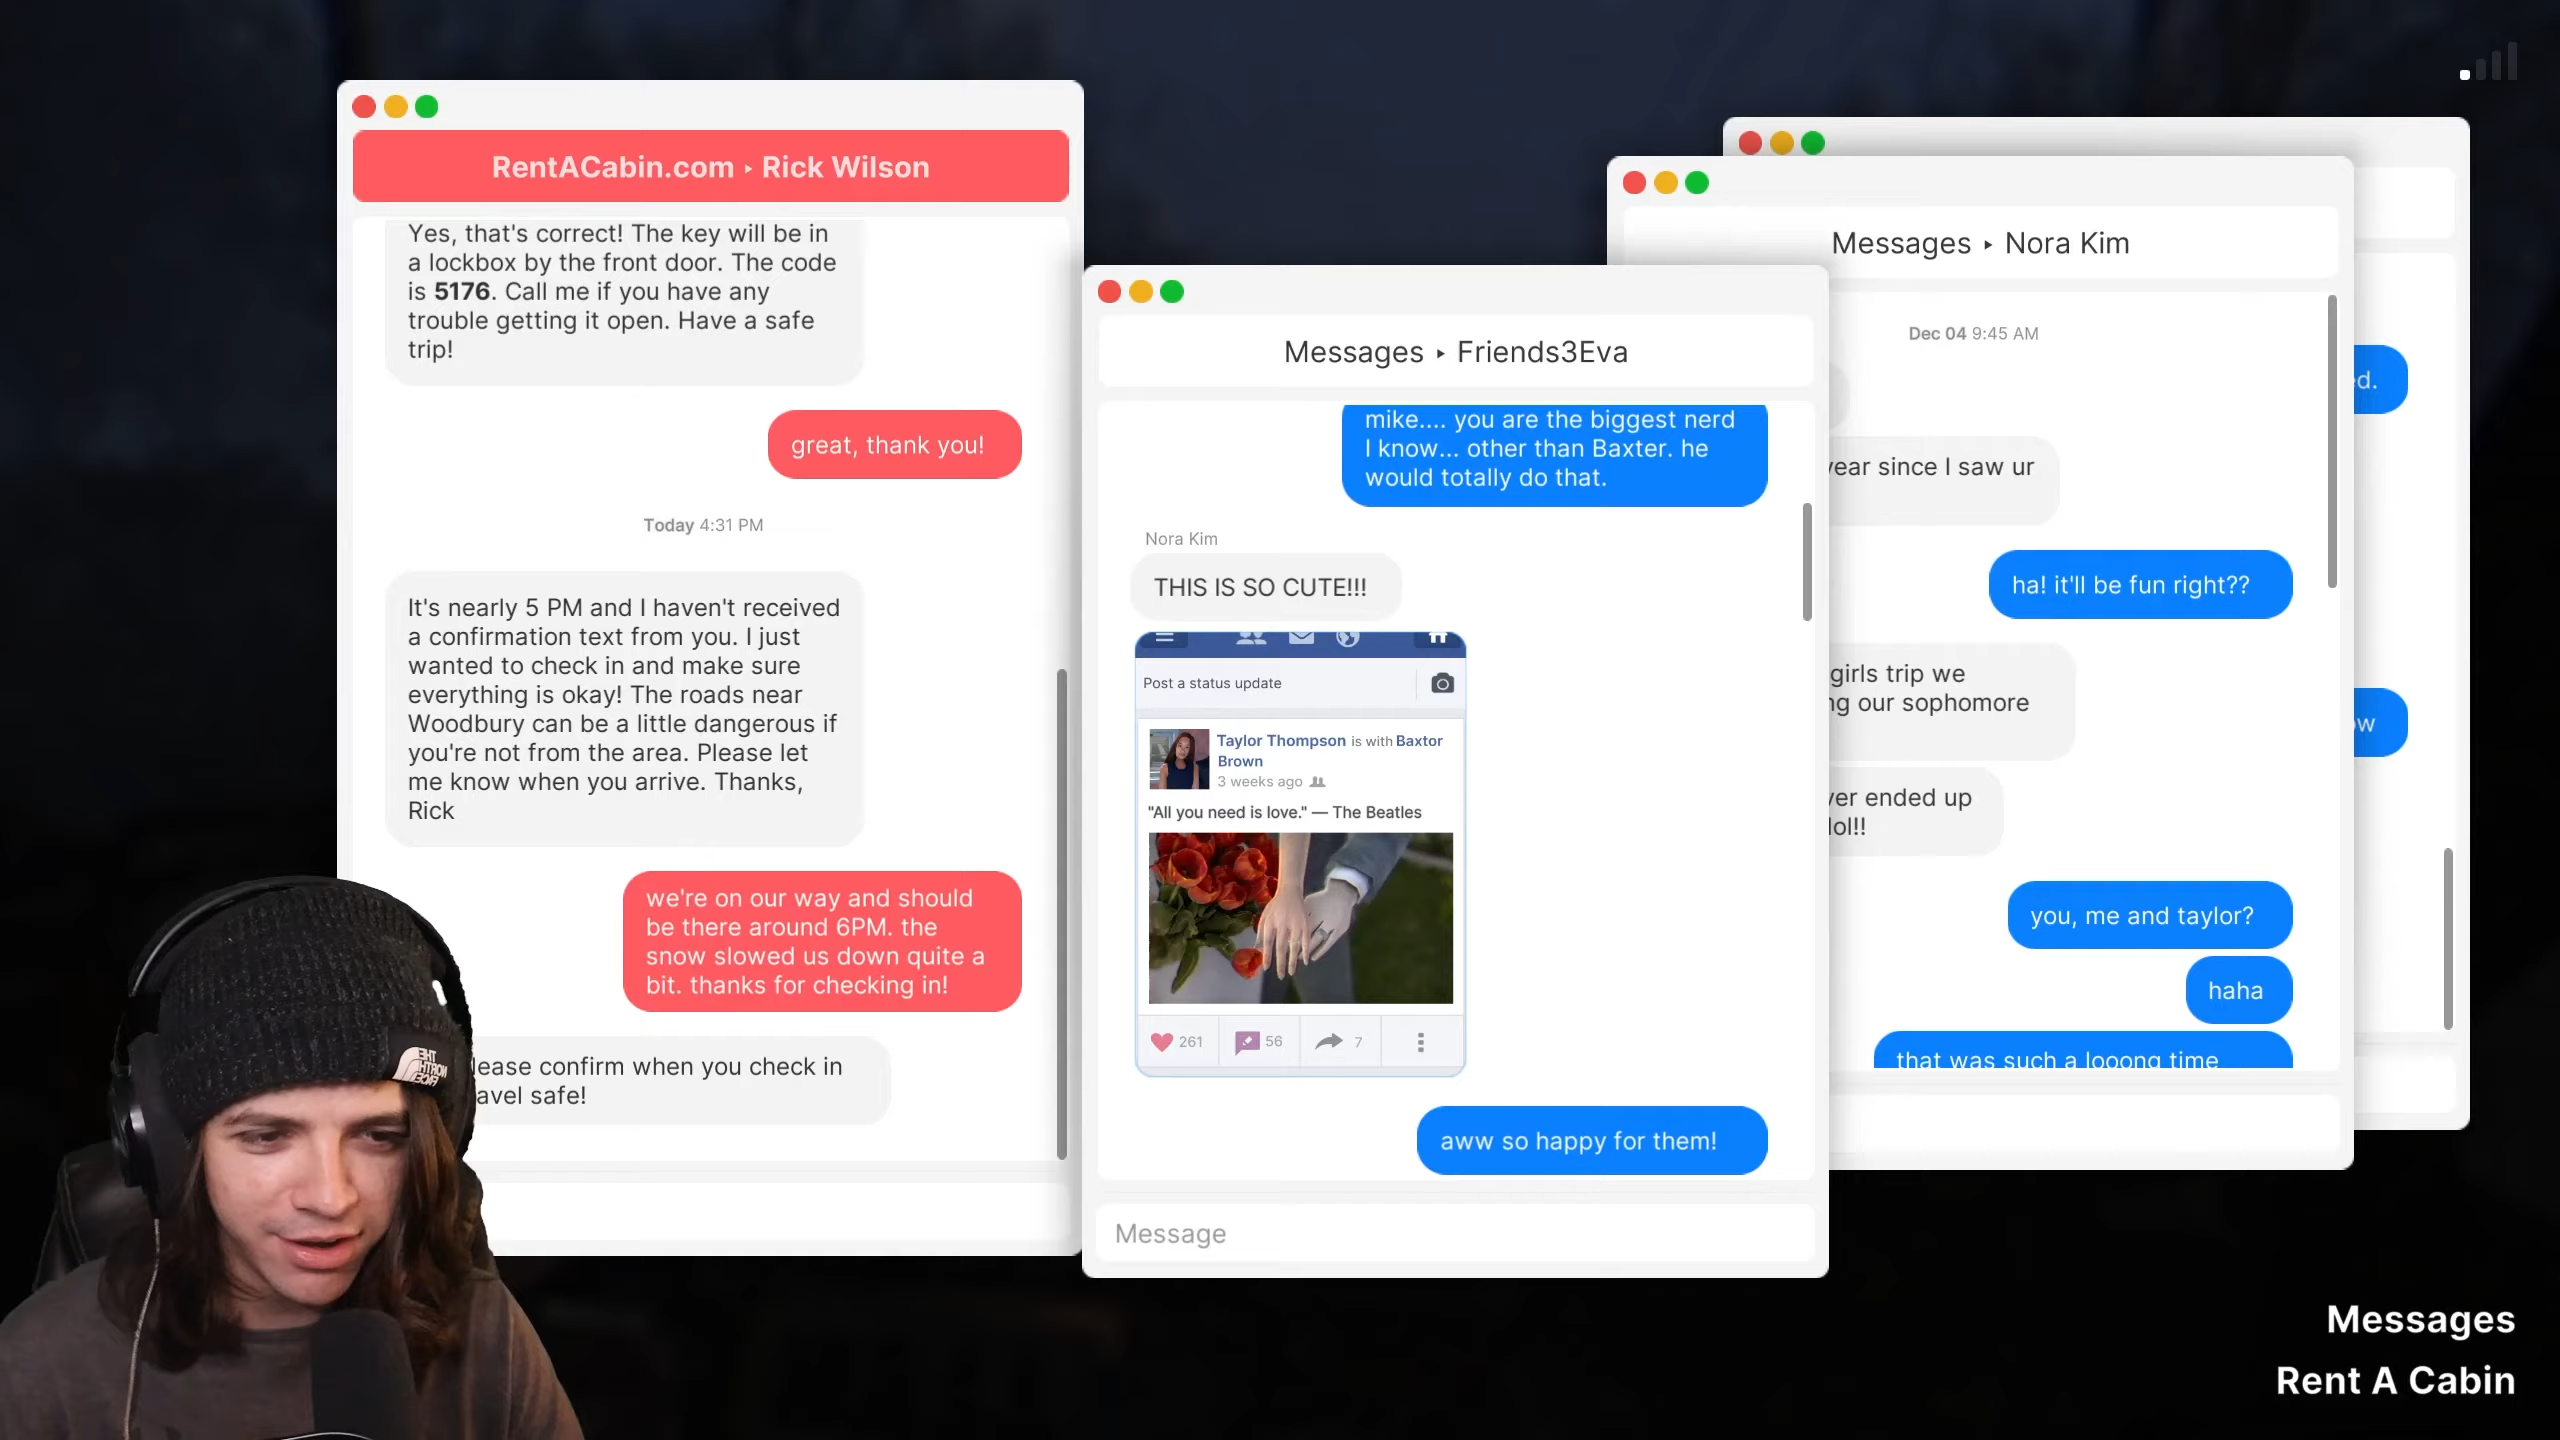 RentACabin.com ▸ Rick Wilson
Yes, that's correct! The key will be in
a lockbox by the front door. The code
is 5176. Call me if you have any
trouble getting it open. Have a safe
trip!
great, thank you!
Today 4:31 PM
It's nearly 5 PM and I haven't received
a confirmation text from you. I just
wanted to check in and make sure
everything is okay! The roads near
Woodbury can be a little dangerous if
you're not from the area. Please let
me know when you arrive. Thanks,
Rick
we're on our way and should
be there around 6PM. the
snow slowed us down quite a
bit. thanks for checking in!
confirm when you check in
safe!
THE
NORTH
FACE
Messages ▸ Friends3Eva
mike.... you are the biggest nerd
I know... other than Baxter. he
would totally do that.
Nora Kim
THIS IS SO CUTE!!!
Post a status update
Taylor Thompson is with Baxtor
Brown
3 weeks ago
"All you need is love." — The Beatles
261
56
7
aww so happy for them!
Message
Messages ▸ Nora Kim
Dec 04 9:45 AM
since I saw ur
ha! it'll be fun right??
girls trip we
our sophomore
ended up
lol!!
you, me and taylor?
haha
that was such a looong time
Messages
Rent A Cabin